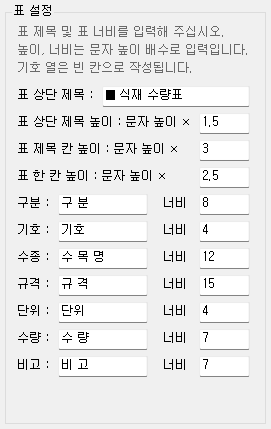 표 설정
표 제목 및 표 너비를 입력해 주십시오.
높이, 너비는 문자 높이 배수로 입력됩니다.
기호 열은 빈 칸으로 작성됩니다.
표 상단 제목 : ■ 식재 수량표
표 상단 제목 높이 : 문자 높이 × 1.5
표 제목 칸 높이 : 문자 높이 × 3
표 한 칸 높이 : 문자 높이 × 2.5
구분 : 구 분 너비 8
기호 : 기호 너비 4
수종 : 수 목 명 너비 12
규격 : 규 격 너비 15
단위 : 단위 너비 4
수량 : 수 량 너비 7
비고 : 비 고 너비 7